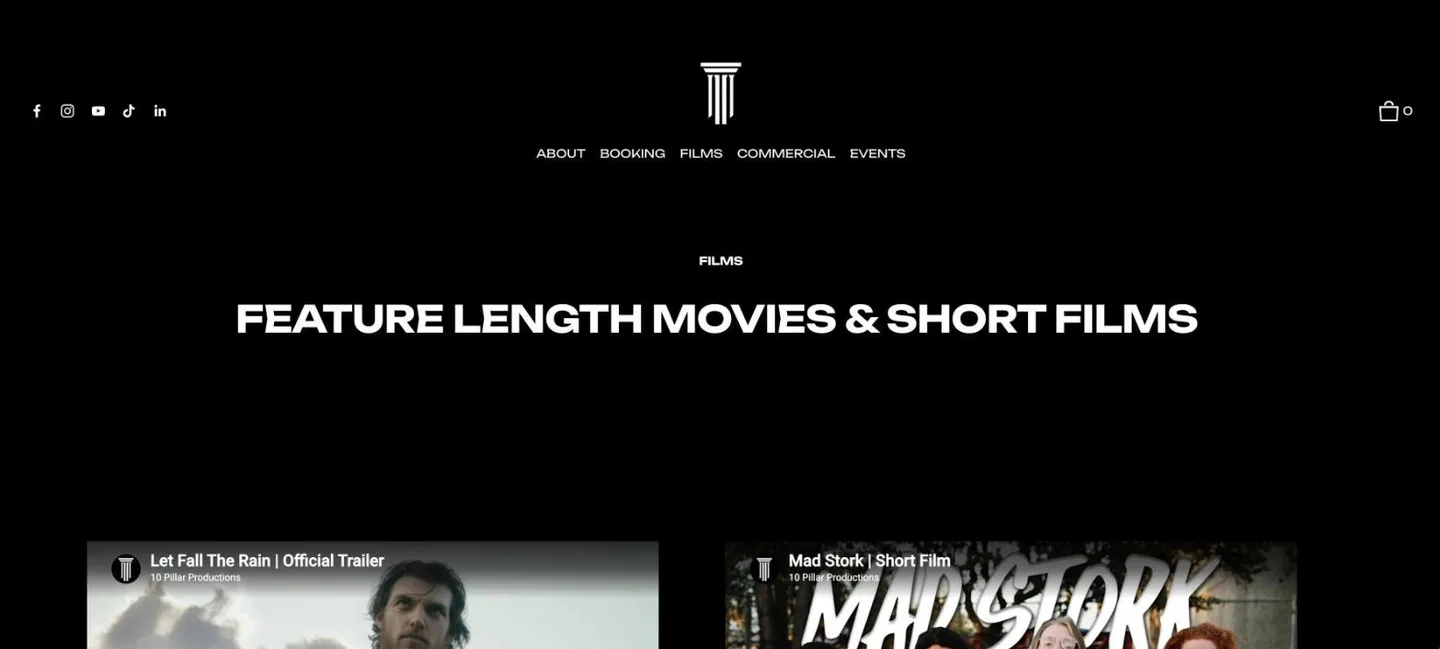 0
ABOUT BOOKING FILMS COMMERCIAL EVENTS
FILMS
FEATURE LENGTH MOVIES & SHORT FILMS
Let Fall The Rain | Official Trailer
10 Pillar Productions
Mad Stork | Short Film
10 Pillar Productions
MAD STORK